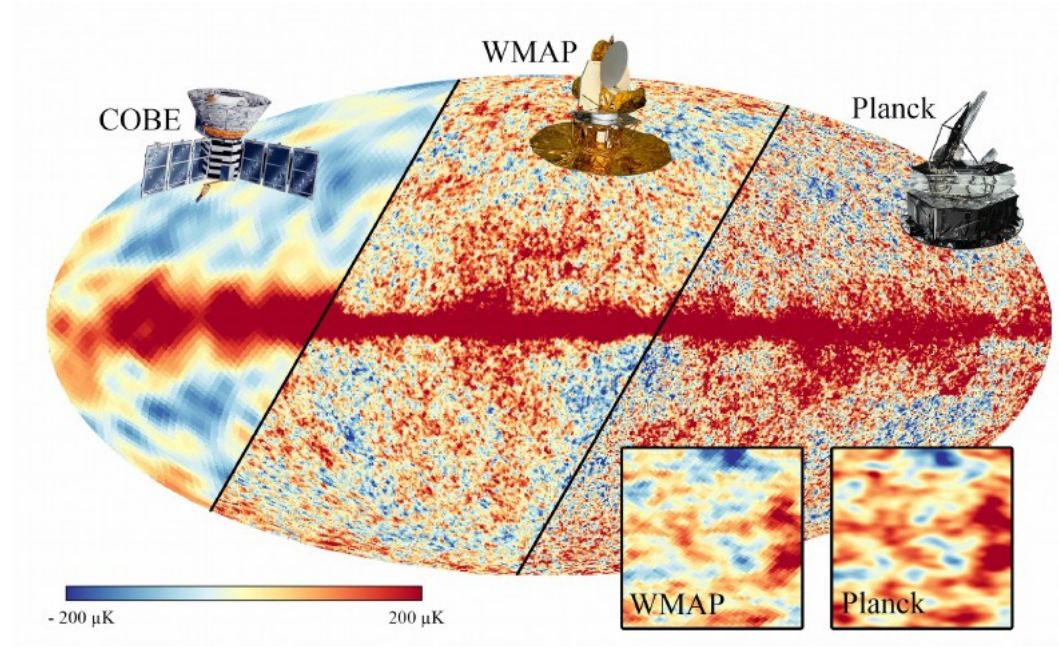 WMAP
COBE
Planck
WMAP
Planck
- 200 µK
200 µK